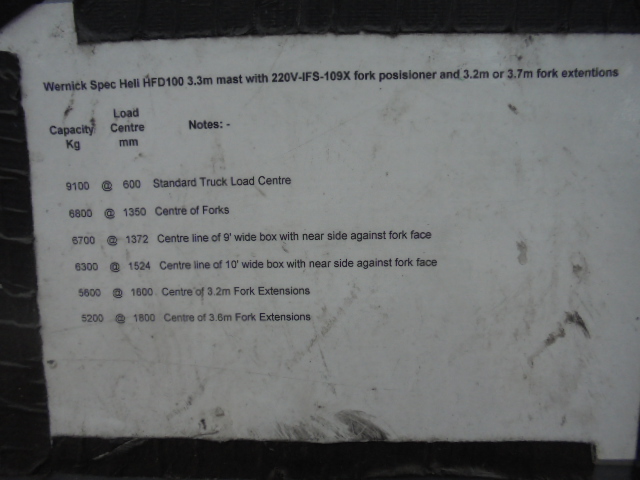 Wernick Spec Heli HFD100 3.3m mast with 220V-IFS-109X fork posisioner and 3.2m or 3.7m fork extentions
Capacity Kg Load Centre mm Notes: -
9100 @ 600 Standard Truck Load Centre
6800 @ 1350 Centre of Forks
6700 @ 1372 Centre line of 9' wide box with near side against fork face
6300 @ 1524 Centre line of 10' wide box with near side against fork face
5600 @ 1600 Centre of 3.2m Fork Extensions
5200 @ 1800 Centre of 3.6m Fork Extensions